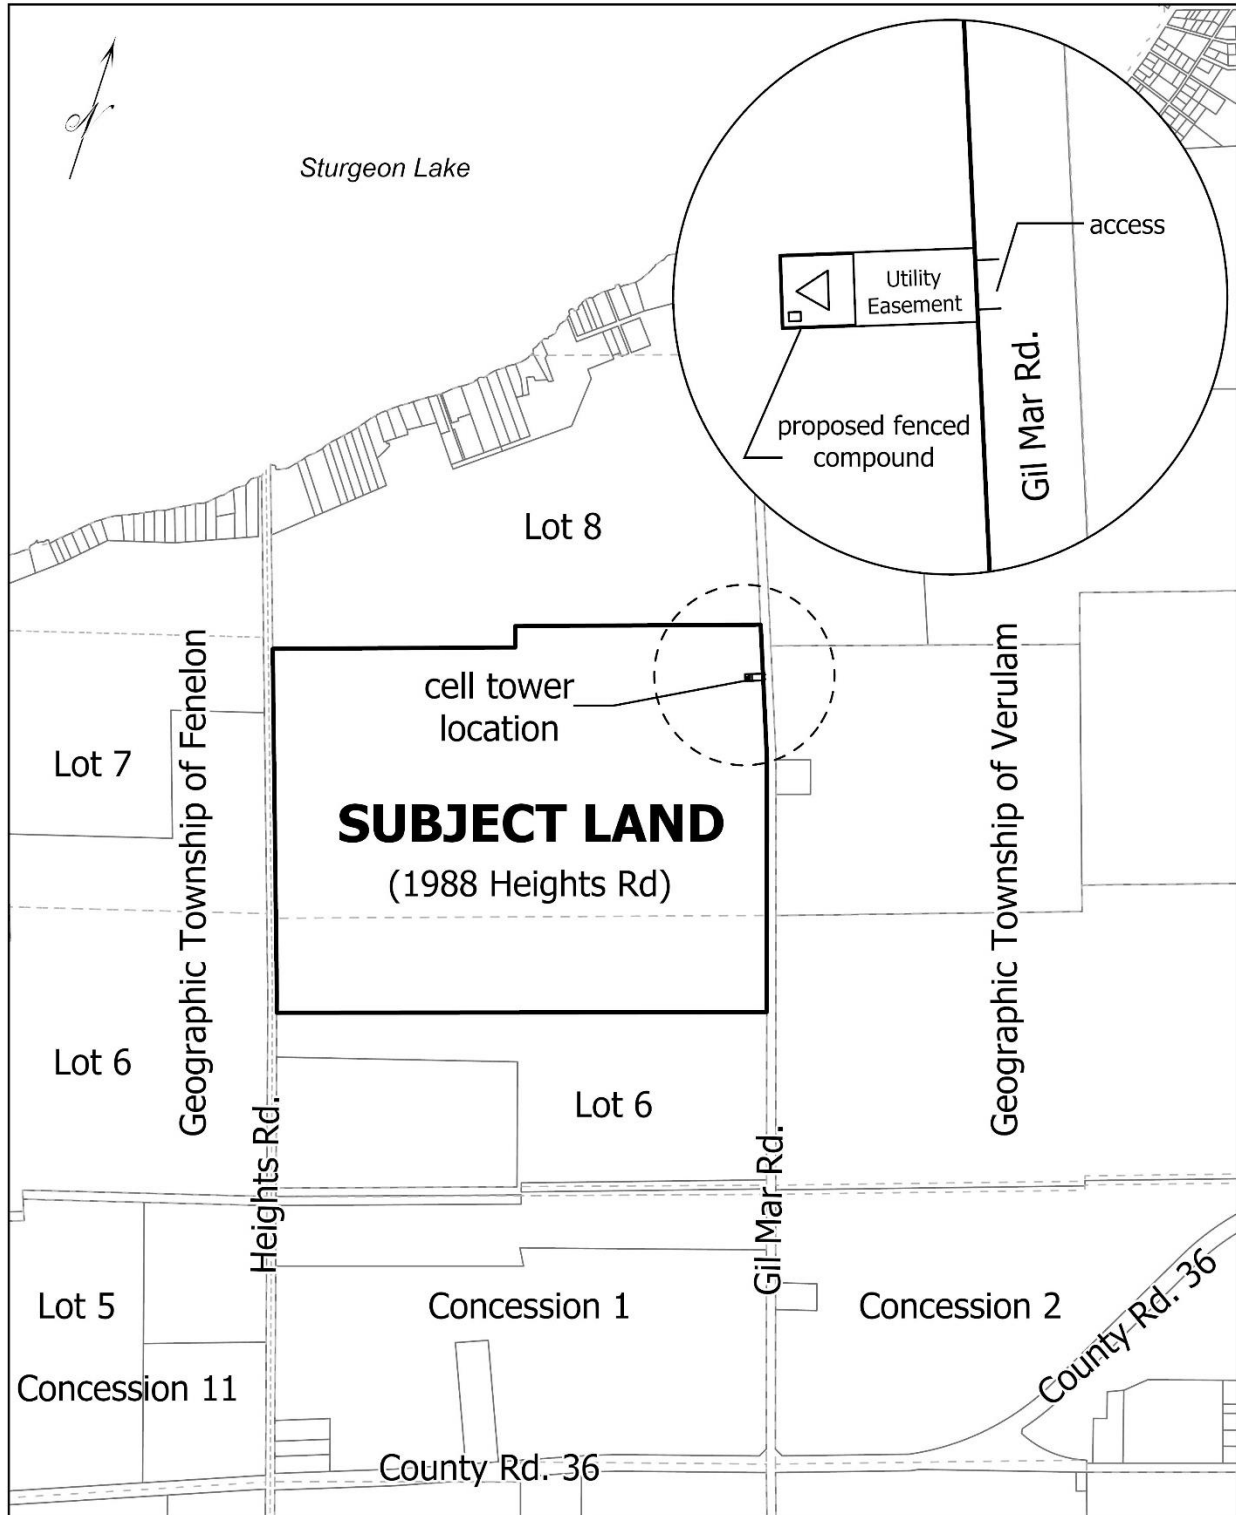 N
Sturgeon Lake
access
Utility
Easement
Gil Mar Rd.
proposed fenced
compound
Lot 8
cell tower
location
Lot 7
Geographic Township of Fenelon
Geographic Township of Verulam
SUBJECT LAND
(1988 Heights Rd)
Lot 6
Lot 6
Heights Rd.
Gil Mar Rd.
Lot 5
Concession 1
Concession 2
County Rd. 36
Concession 11
County Rd. 36